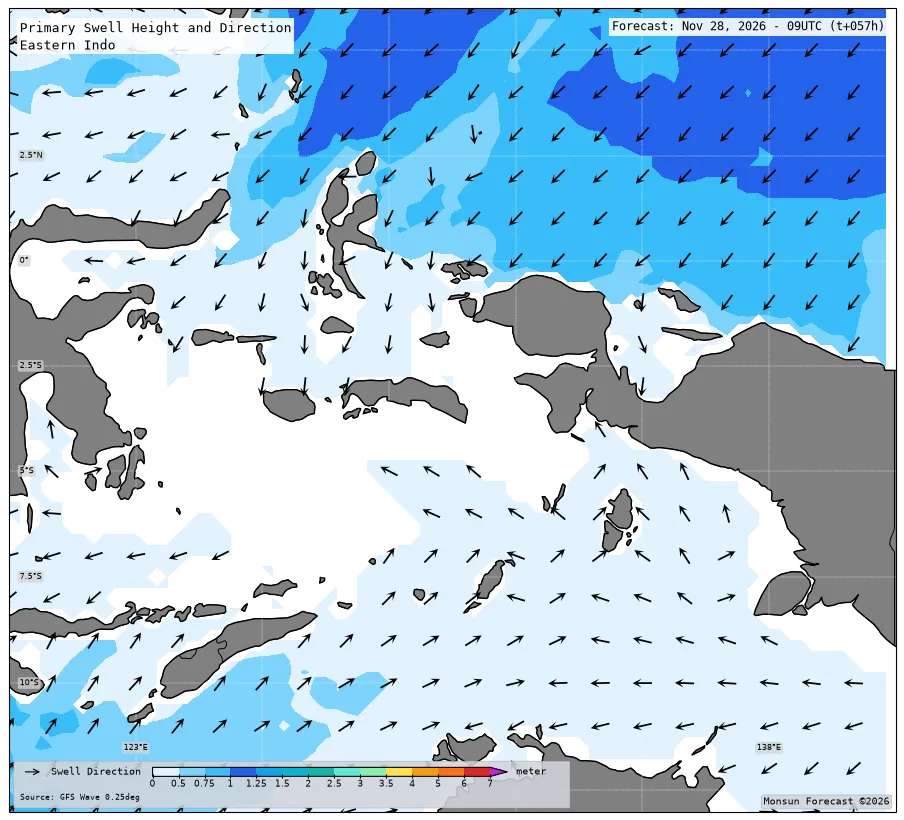 Primary Swell Height and Direction
Eastern Indo
Forecast: Nov 28, 2026 - 09UTC (t+057h)
2.5°N
0°
2.5°S
5°S
7.5°S
10°S
123°E
138°E
Swell Direction
meter
0 0.5 0.75 1 1.25 1.5 2 2.5 3 3.5 4 5 6 7
Source: GFS Wave 0.25deg
Monsun Forecast ©2026